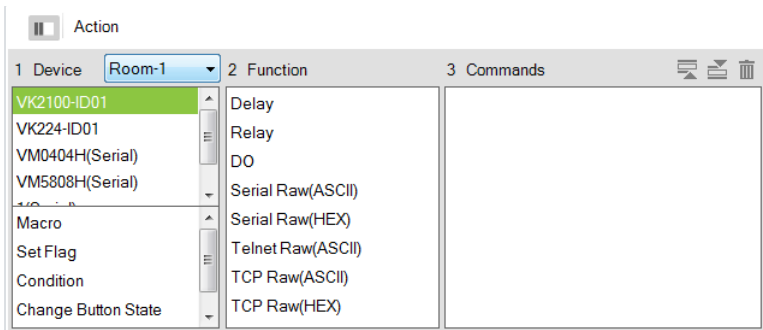 Action
1 Device Room-1 2 Function 3 Commands
VK2100-ID01
VK224-ID01
VM0404H(Serial)
VM5808H(Serial)
Macro
Set Flag
Condition
Change Button State
Delay
Relay
DO
Serial Raw(ASCII)
Serial Raw(HEX)
Telnet Raw(ASCII)
TCP Raw(ASCII)
TCP Raw(HEX)